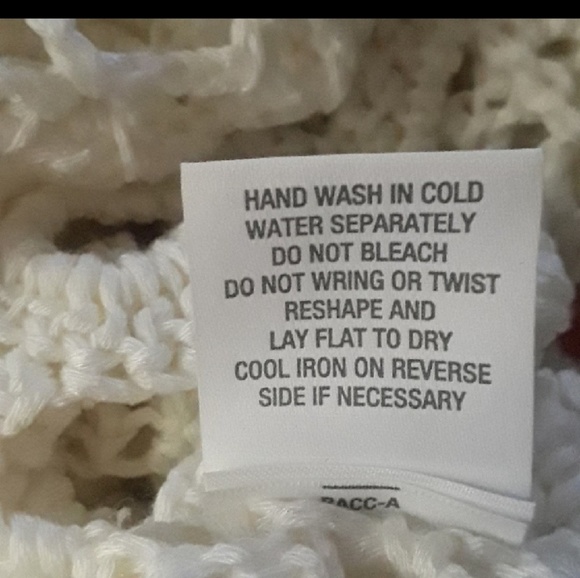 HAND WASH IN COLD
WATER SEPARATELY
DO NOT BLEACH
DO NOT WRING OR TWIST
RESHAPE AND
LAY FLAT TO DRY
COOL IRON ON REVERSE
SIDE IF NECESSARY